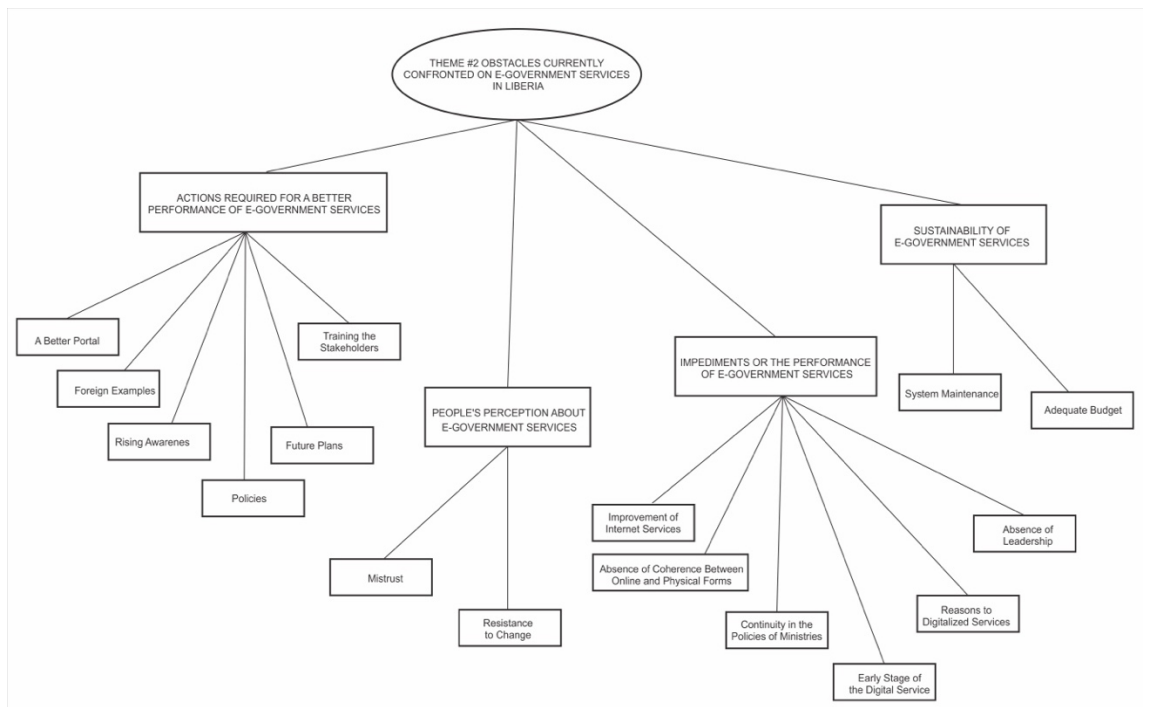 THEME #2 OBSTACLES CURRENTLY
CONFRONTED ON E-GOVERNMENT SERVICES
IN LIBERIA
ACTIONS REQUIRED FOR A BETTER
PERFORMANCE OF E-GOVERNMENT SERVICES
SUSTAINABILITY OF
E-GOVERNMENT SERVICES
A Better Portal
Foreign Examples
Rising Awarenes
Policies
Future Plans
Training the
Stakeholders
PEOPLE'S PERCEPTION ABOUT
E-GOVERNMENT SERVICES
IMPEDIMENTS OR THE PERFORMANCE
OF E-GOVERNMENT SERVICES
System Maintenance
Adequate Budget
Mistrust
Resistance
to Change
Improvement of
Internet Services
Absence of Coherence Between
Online and Physical Forms
Continuity in the
Policies of Ministries
Early Stage of
the Digital Service
Reasons to
Digitalized Services
Absence of
Leadership